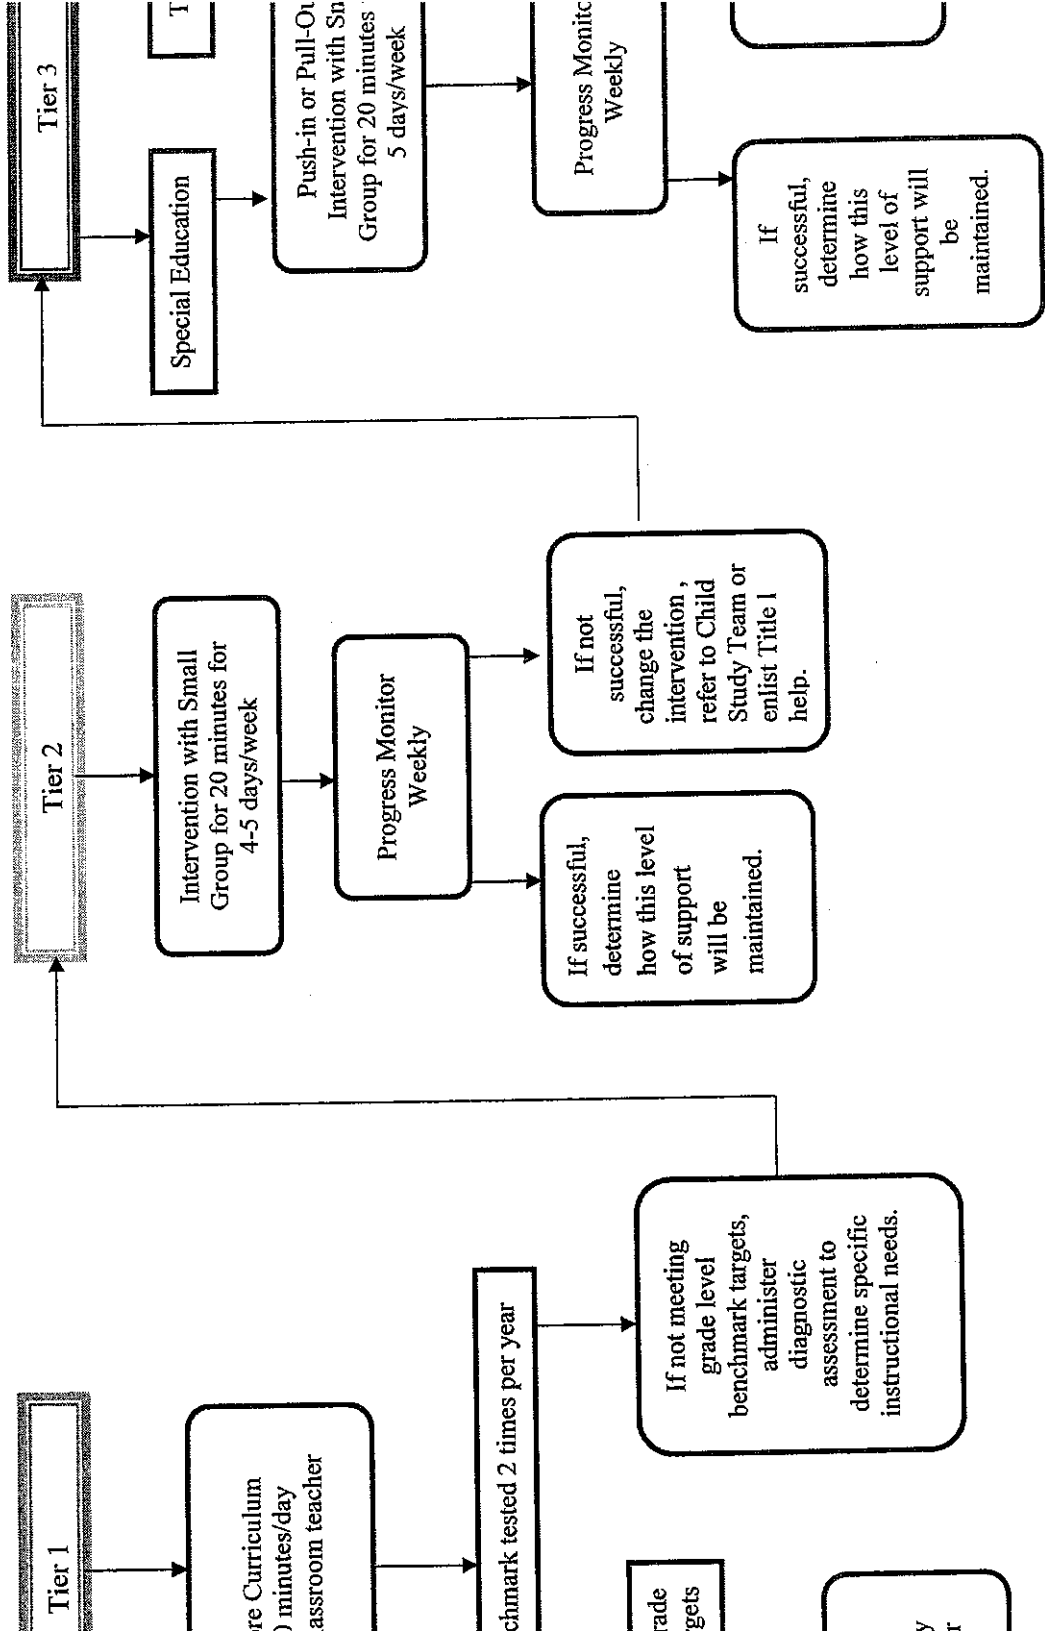 Tier 1
re Curriculum
0 minutes/day
assroom teacher
chmark tested 2 times per year
rade
rgets
y
r
If not meeting
grade level
benchmark targets,
administer
diagnostic
assessment to
determine specific
instructional needs.
Tier 2
Intervention with Small
Group for 20 minutes for
4-5 days/week
Progress Monitor
Weekly
If successful,
determine
how this level
of support
will be
maintained.
If not
successful,
change the
intervention ,
refer to Child
Study Team or
enlist Title I
help.
Tier 3
Special Education
T
Push-in or Pull-Ou
Intervention with Sm
Group for 20 minutes
5 days/week
Progress Monito
Weekly
If
successful,
determine
how this
level of
support will
be
maintained.